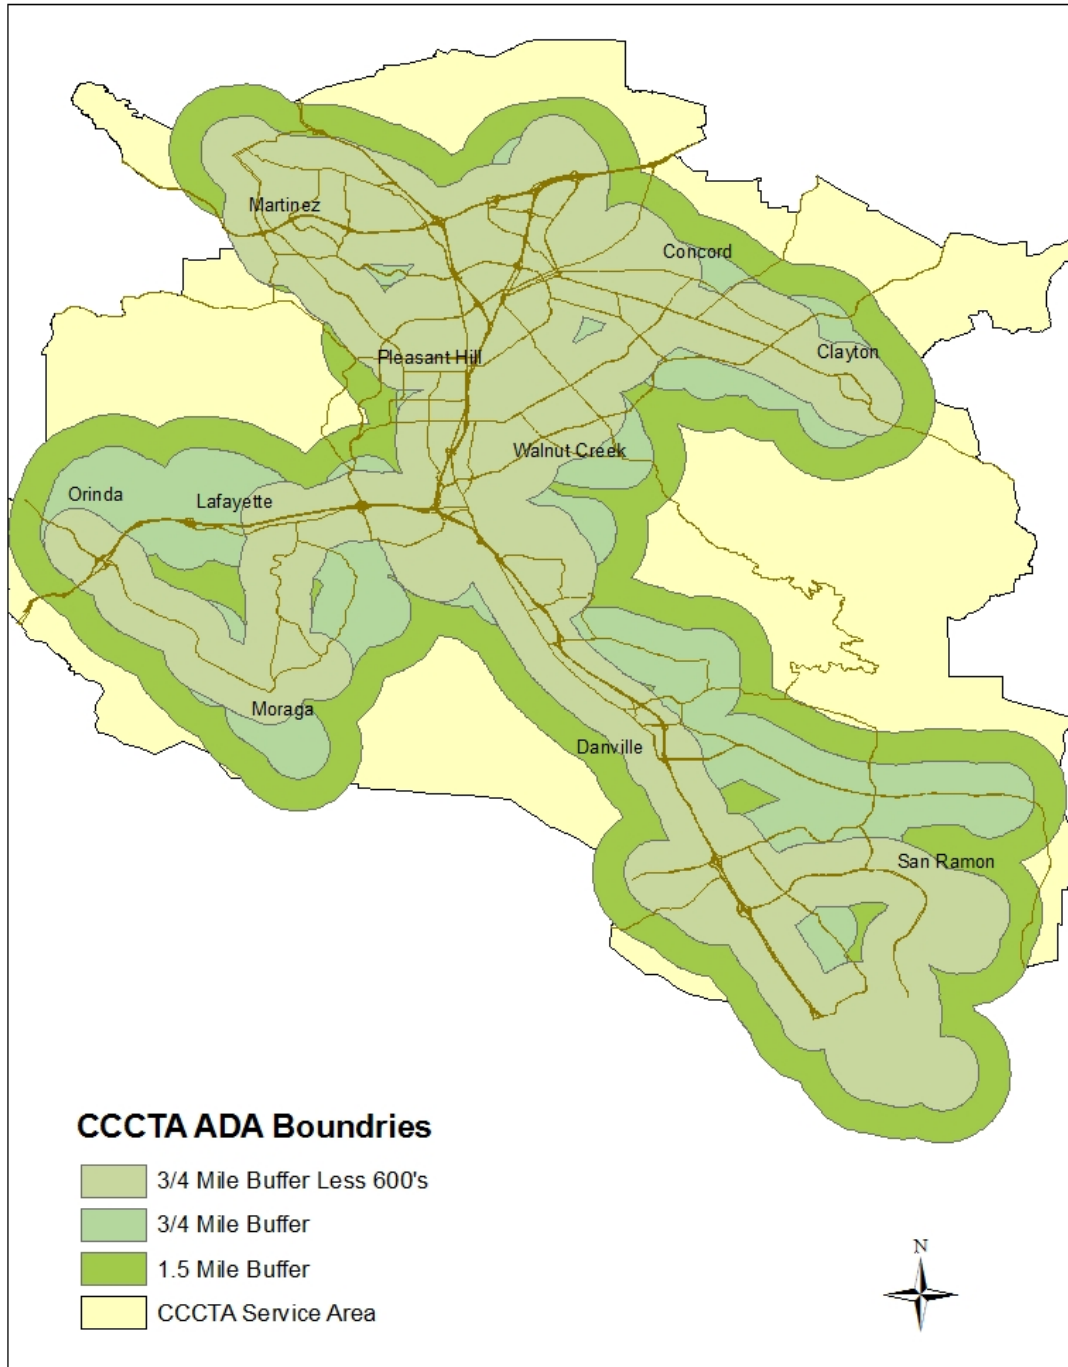 Martinez
Concord
Clayton
Pleasant Hill
Walnut Creek
Orinda
Lafayette
Moraga
Danville
San Ramon
CCCTA ADA Boundries
3/4 Mile Buffer Less 600's
3/4 Mile Buffer
1.5 Mile Buffer
CCCTA Service Area
N